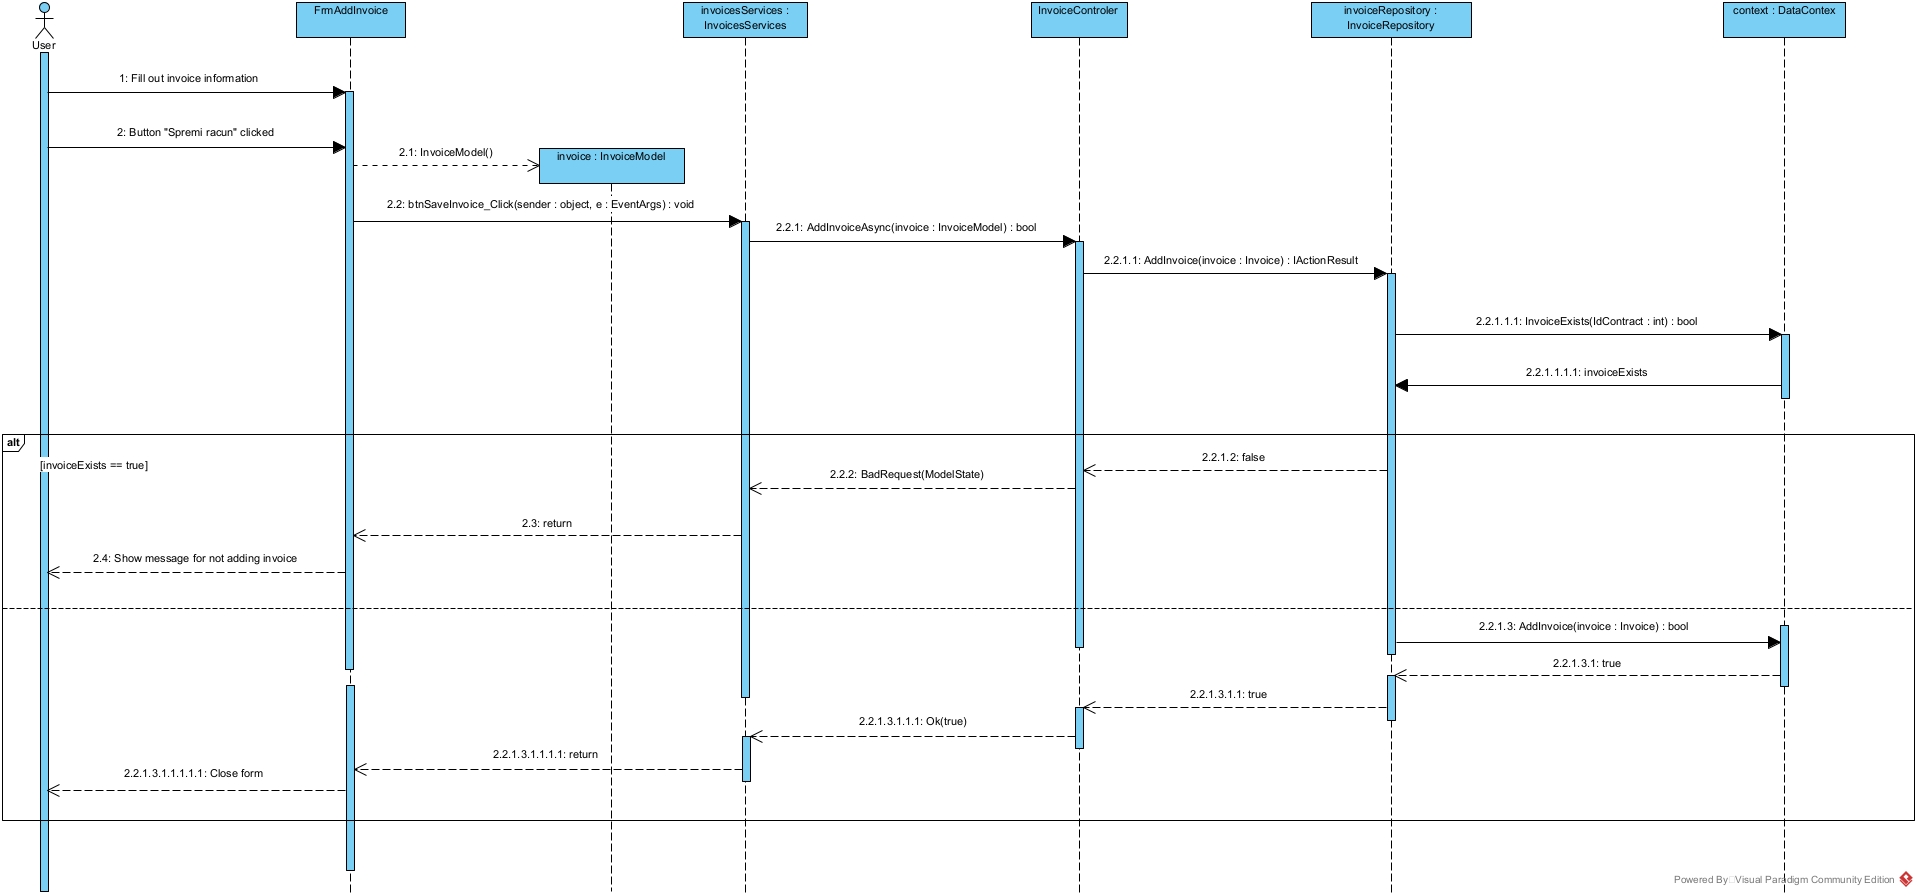 FrmAddInvoice
invoicesServices :
InvoicesServices
InvoiceControler
invoiceRepository :
InvoiceRepository
context : DataContex
User
1: Fill out invoice information
2: Button "Spremi racun" clicked
2.1: InvoiceModel()
invoice : InvoiceModel
2.2: btnSaveInvoice_Click(sender : object, e : EventArgs) : void
2.2.1: AddInvoiceAsync(invoice : InvoiceModel) : bool
2.2.1.1: AddInvoice(invoice : Invoice) : IActionResult
2.2.1.1.1: InvoiceExists(IdContract : int) : bool
2.2.1.1.1.1: invoiceExists
alt
[invoiceExists == true]
2.2.1.2: false
2.2.2: BadRequest(ModelState)
2.3: return
2.4: Show message for not adding invoice
2.2.1.3: AddInvoice(invoice : Invoice) : bool
2.2.1.3.1: true
2.2.1.3.1.1: true
2.2.1.3.1.1.1: Ok(true)
2.2.1.3.1.1.1.1: return
2.2.1.3.1.1.1.1.1: Close form
Powered By Visual Paradigm Community Edition